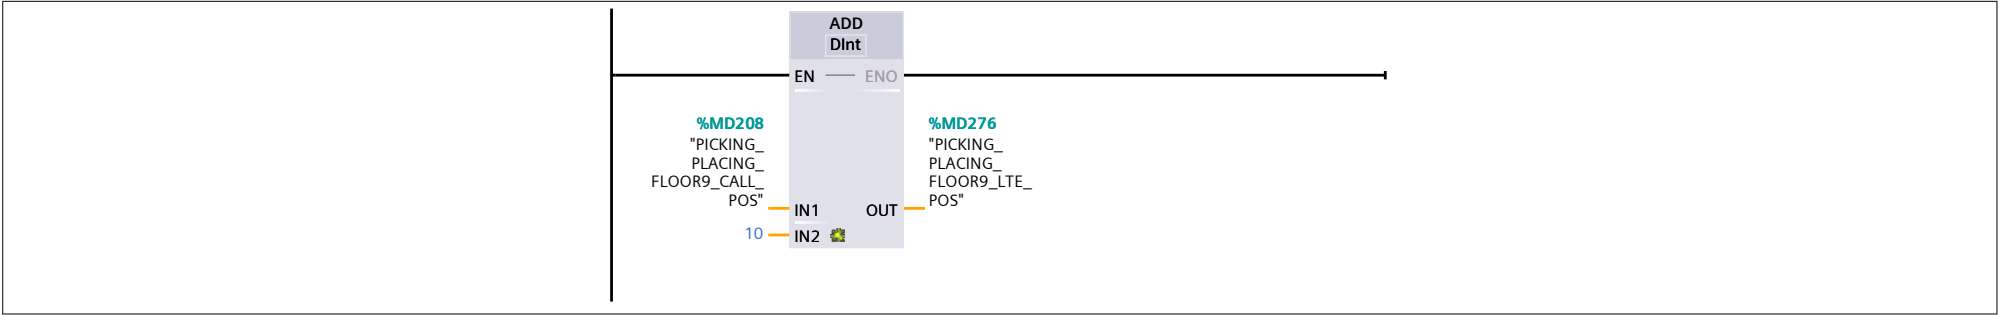 ADD
DInt
EN
ENO
%MD208
"PICKING_
PLACING_
FLOOR9_CALL_
POS"
%MD276
"PICKING_
PLACING_
FLOOR9_LTE_
POS"
IN1
OUT
10
IN2